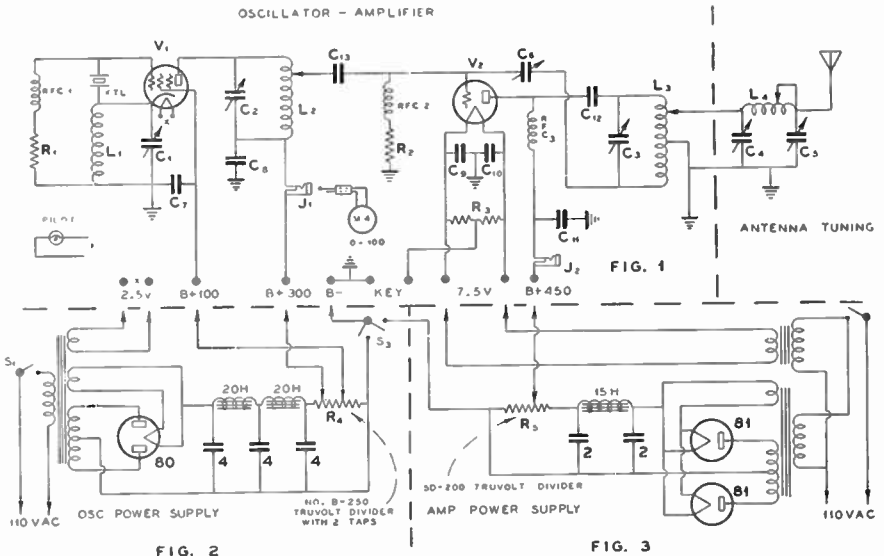 OSCILLATOR – AMPLIFIER
V1
C13
V2
C6
L3
L4
RFC 1
XTL
C2
L2
RFC 2
RFC3
C12
R1
L1
C1
C8
R2
C9
C10
C3
C4
C5
C7
J1
M-A
0-100
R3
C11
J2
FIG. 1
ANTENNA TUNING
PILOT
x
x
2.5V
B+100
B+300
B-
KEY
7.5V
B+450
S1
S3
20H
20H
R4
15H
R5
80
4
4
4
2
2
81
81
110 VAC
OSC POWER SUPPLY
NO. B-250
TRUVOLT DIVIDER
WITH 2 TAPS
SD-200 TRUVOLT DIVIDER
AMP POWER SUPPLY
110VAC
FIG. 2
FIG. 3